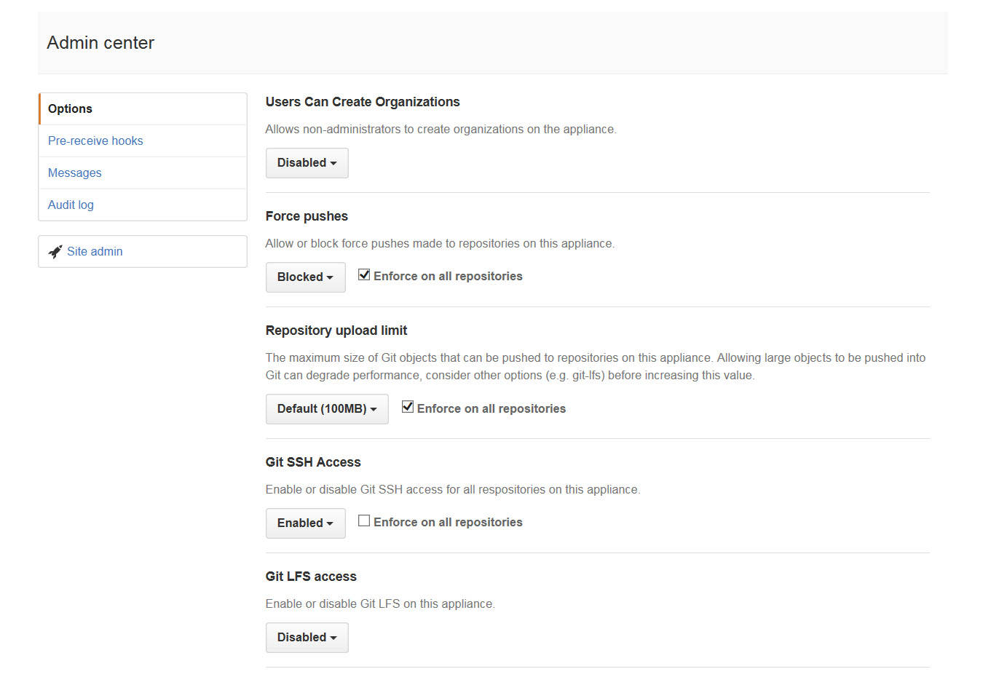 Admin center
Options
Pre-receive hooks
Messages
Audit log
Site admin
Users Can Create Organizations
Allows non-administrators to create organizations on the appliance.
Disabled
Force pushes
Allow or block force pushes made to repositories on this appliance.
Blocked
Enforce on all repositories
Repository upload limit
The maximum size of Git objects that can be pushed to repositories on this appliance. Allowing large objects to be pushed into
Git can degrade performance, consider other options (e.g. git-lfs) before increasing this value.
Default (100MB)
Enforce on all repositories
Git SSH Access
Enable or disable Git SSH access for all respositories on this appliance.
Enabled
Enforce on all repositories
Git LFS access
Enable or disable Git LFS on this appliance.
Disabled